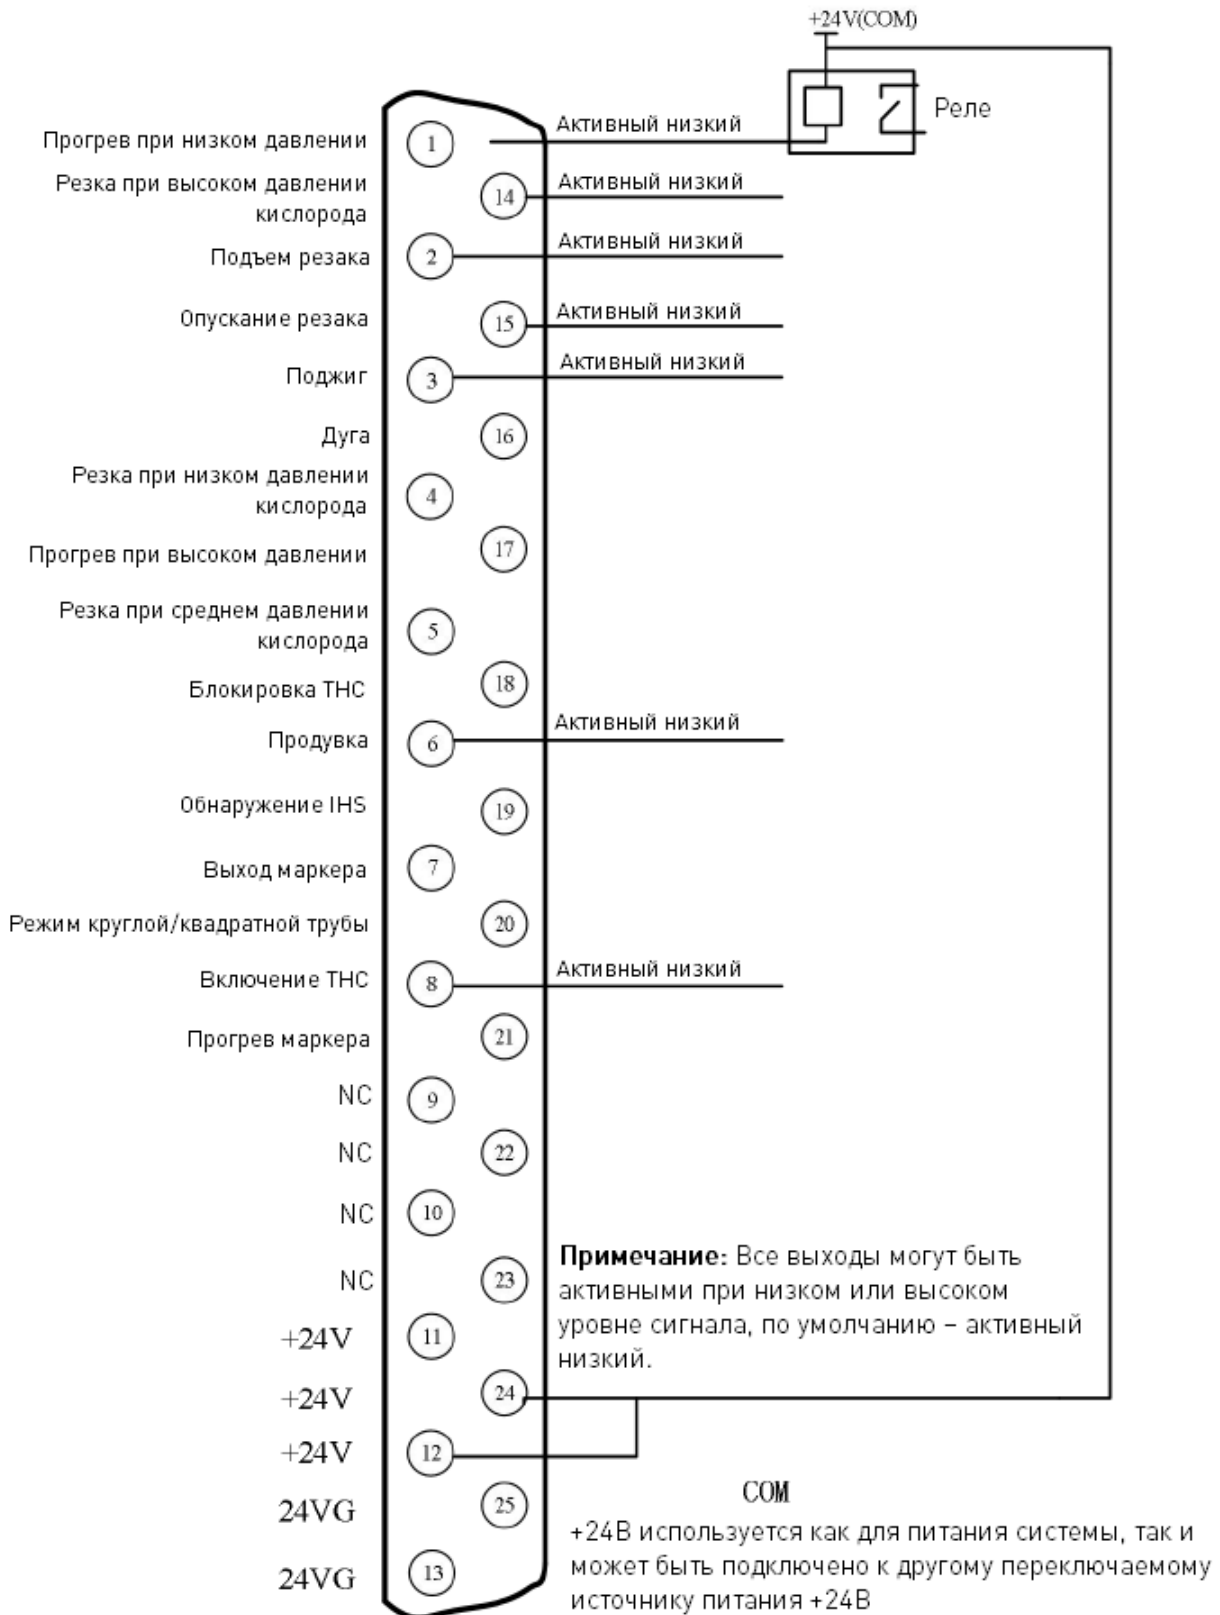 +24V(COM)
Реле
Прогрев при низком давлении
1
Активный низкий
Резка при высоком давлении
кислорода
14
Активный низкий
Подъем резака
2
Активный низкий
Опускание резака
15
Активный низкий
Поджиг
3
Активный низкий
Дуга
16
Резка при низком давлении
кислорода
4
Прогрев при высоком давлении
17
Резка при среднем давлении
кислорода
5
Блокировка THC
18
Продувка
6
Активный низкий
Обнаружение IHS
19
Выход маркера
7
Режим круглой/квадратной трубы
20
Включение THC
8
Активный низкий
Прогрев маркера
21
NC
9
NC
22
NC
10
NC
23
Примечание: Все выходы могут быть
активными при низком или высоком
уровне сигнала, по умолчанию – активный
низкий.
+24V
11
+24V
24
+24V
12
24VG
25
24VG
13
COM
+24В используется как для питания системы, так и
может быть подключено к другому переключаемому
источнику питания +24В